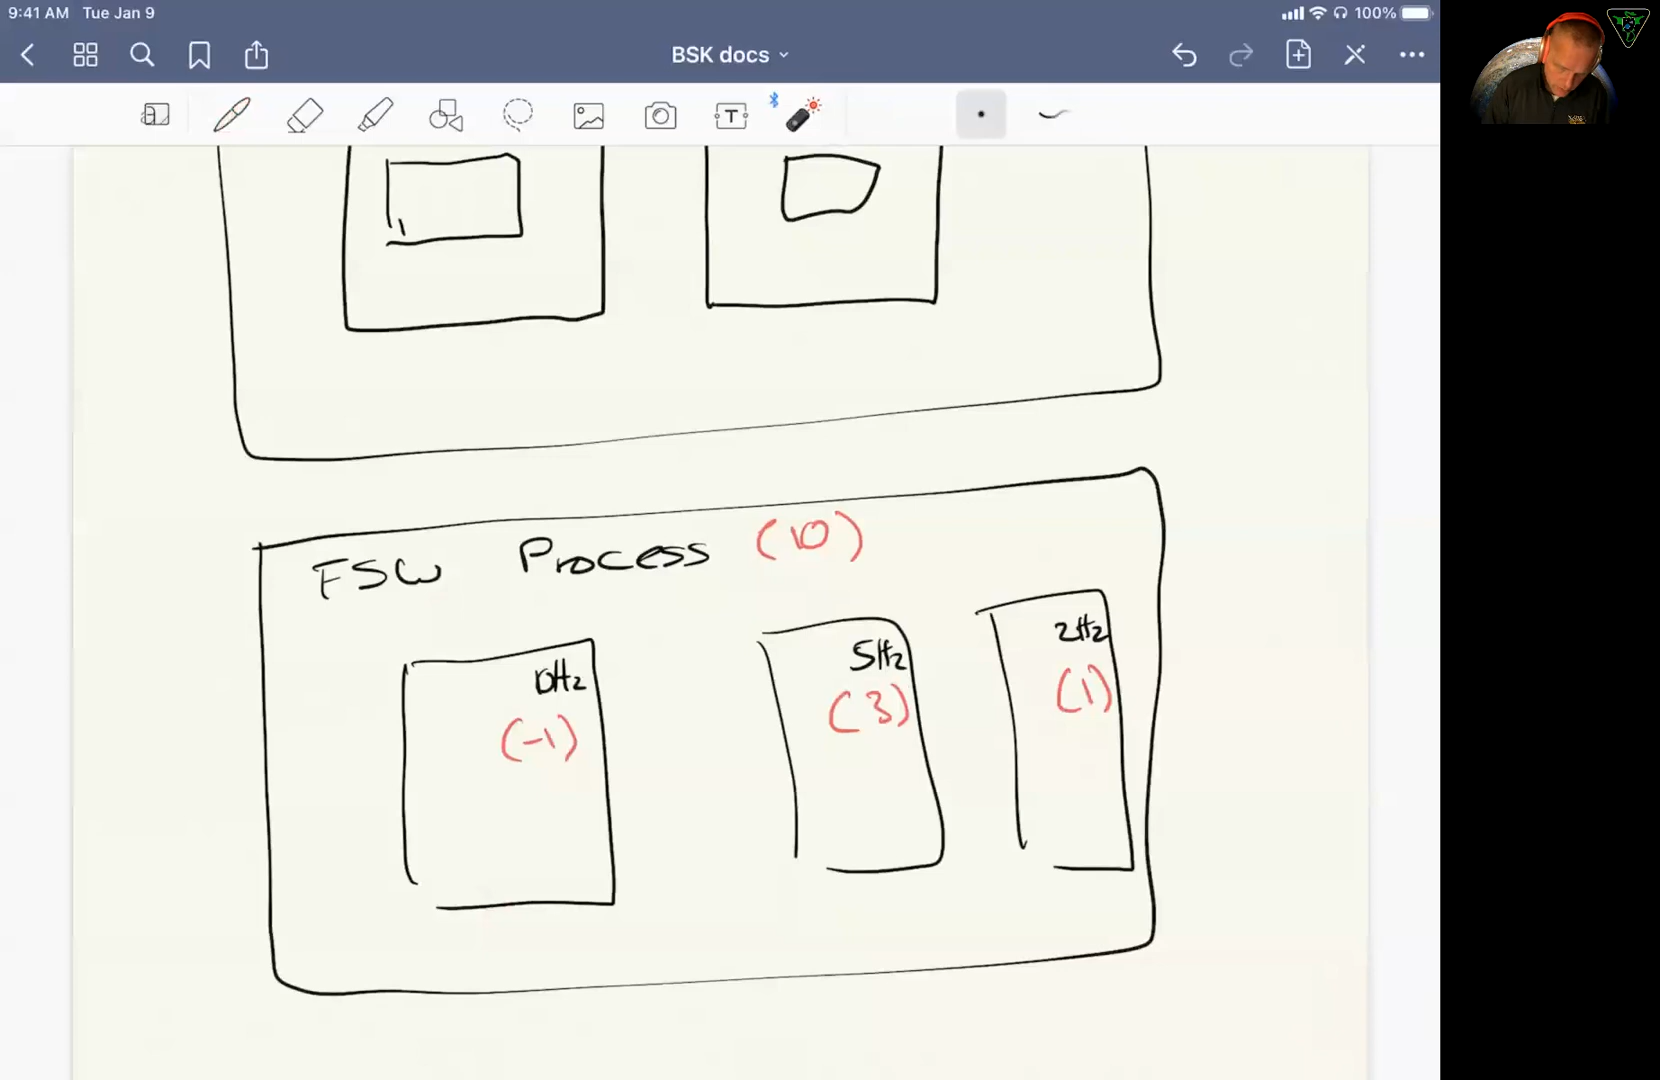 9:41 AM Tue Jan 9
100%
BSK docs
T
FSW Process (10)
10Hz
(-1)
5Hz
(3)
2Hz
(1)